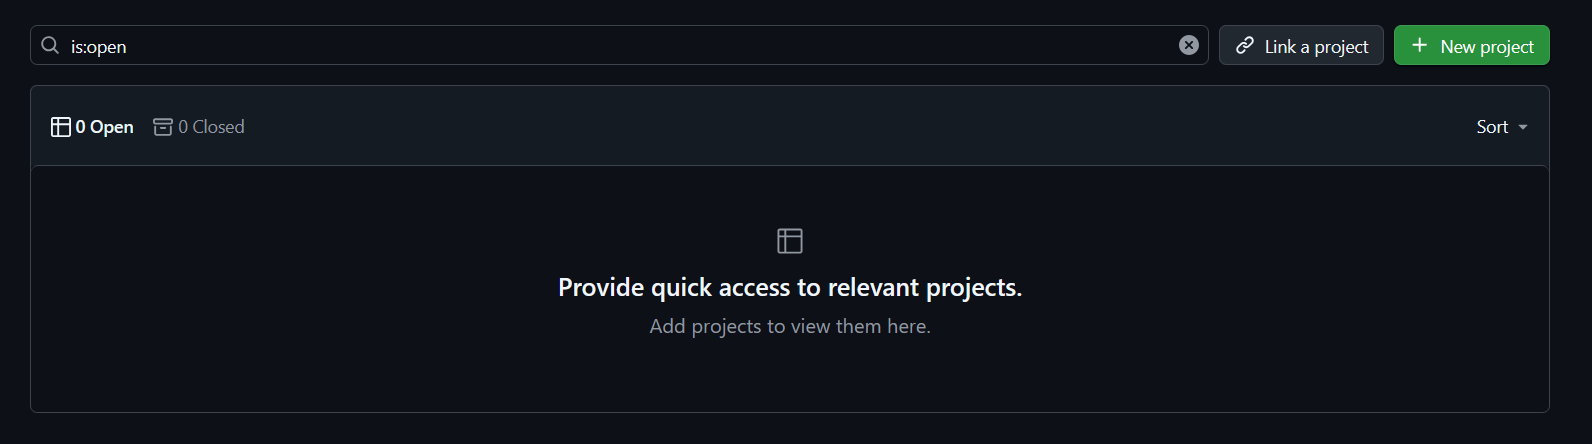 is:open
Link a project
New project
0 Open
0 Closed
Sort
Provide quick access to relevant projects.
Add projects to view them here.